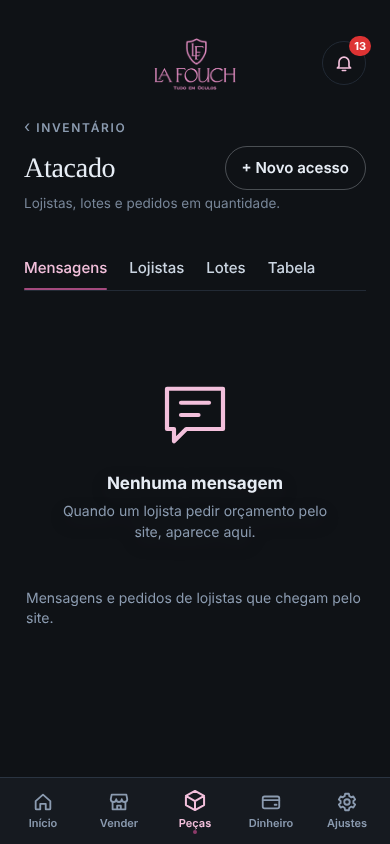 LF
LA FOUCH
TUDO EM ÓCULOS
13
‹ INVENTÁRIO
Atacado
+ Novo acesso
Lojistas, lotes e pedidos em quantidade.
Mensagens Lojistas Lotes Tabela
Nenhuma mensagem
Quando um lojista pedir orçamento pelo
site, aparece aqui.
Mensagens e pedidos de lojistas que chegam pelo
site.
Início Vender Peças Dinheiro Ajustes